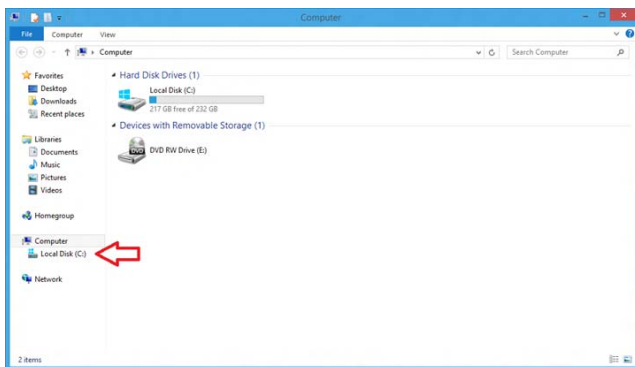 Computer
File Computer View
Computer
Search Computer
Favorites
Desktop
Downloads
Recent places
Libraries
Documents
Music
Pictures
Videos
Homegroup
Computer
Local Disk (C:)
Network
Hard Disk Drives (1)
Local Disk (C:)
217 GB free of 232 GB
Devices with Removable Storage (1)
DVD
DVD RW Drive (E:)
2 items